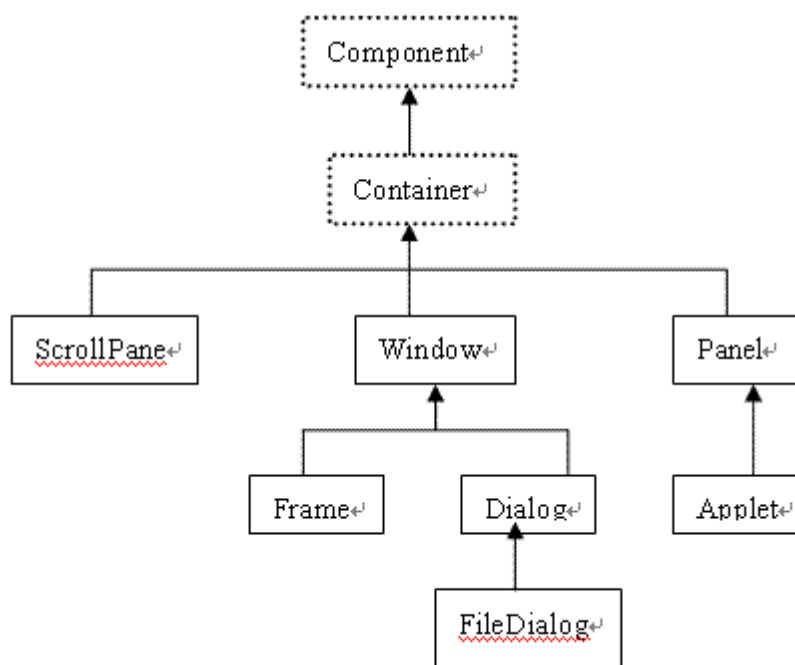 Component↵
Container↵
ScrollPane↵
Window↵
Panel↵
Frame↵
Dialog↵
Applet↵
FileDialog↵